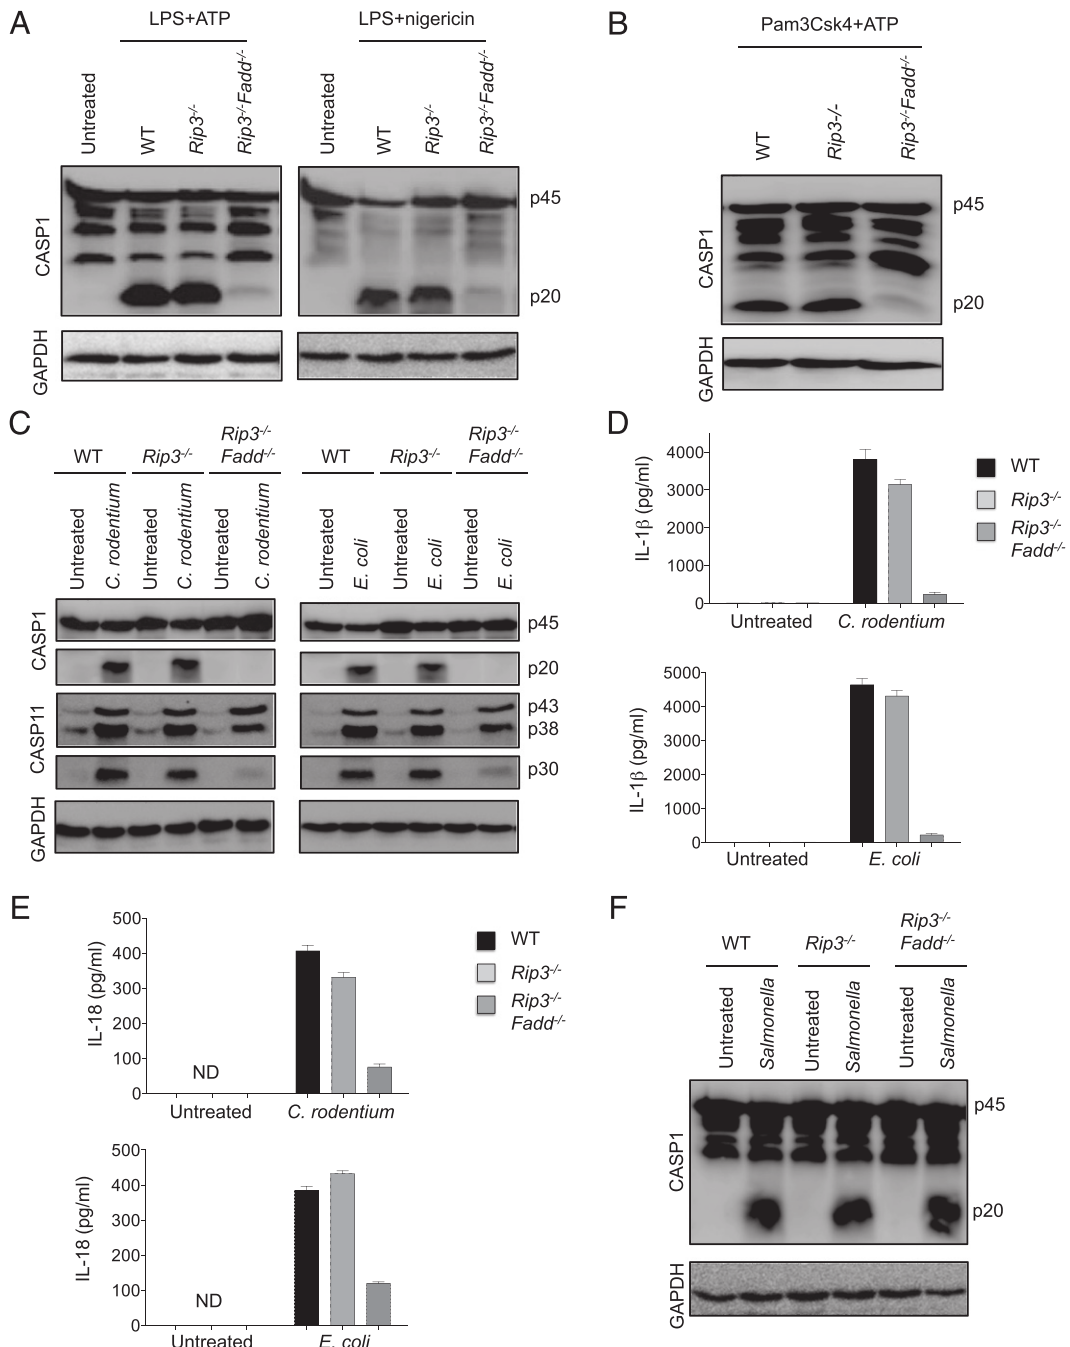 A
LPS+ATP
LPS+nigericin
Untreated
WT
Rip3-/-
Rip3-/-Fadd-/-
Untreated
WT
Rip3-/-
Rip3-/-Fadd-/-
CASP1
p45
p20
GAPDH
B
Pam3Csk4+ATP
WT
Rip3-/-
Rip3-/-Fadd-/-
CASP1
p45
p20
GAPDH
C
WT
Rip3-/-
Rip3-/-
Fadd-/-
WT
Rip3-/-
Rip3-/-
Fadd-/-
Untreated
C. rodentium
Untreated
C. rodentium
Untreated
C. rodentium
Untreated
E. coli
Untreated
E. coli
Untreated
E. coli
CASP1
p45
p20
CASP11
p43
p38
p30
GAPDH
D
IL-1β (pg/ml)
4000
3000
2000
1000
0
Untreated
C. rodentium
WT
Rip3-/-
Rip3-/-
Fadd-/-
IL-1β (pg/ml)
5000
4000
3000
2000
1000
0
Untreated
E. coli
E
IL-18 (pg/ml)
500
400
300
200
100
0
ND
Untreated
C. rodentium
WT
Rip3-/-
Rip3-/-
Fadd-/-
IL-18 (pg/ml)
500
400
300
200
100
0
ND
Untreated
E. coli
F
WT
Rip3-/-
Rip3-/-
Fadd-/-
Untreated
Salmonella
Untreated
Salmonella
Untreated
Salmonella
CASP1
p45
p20
GAPDH